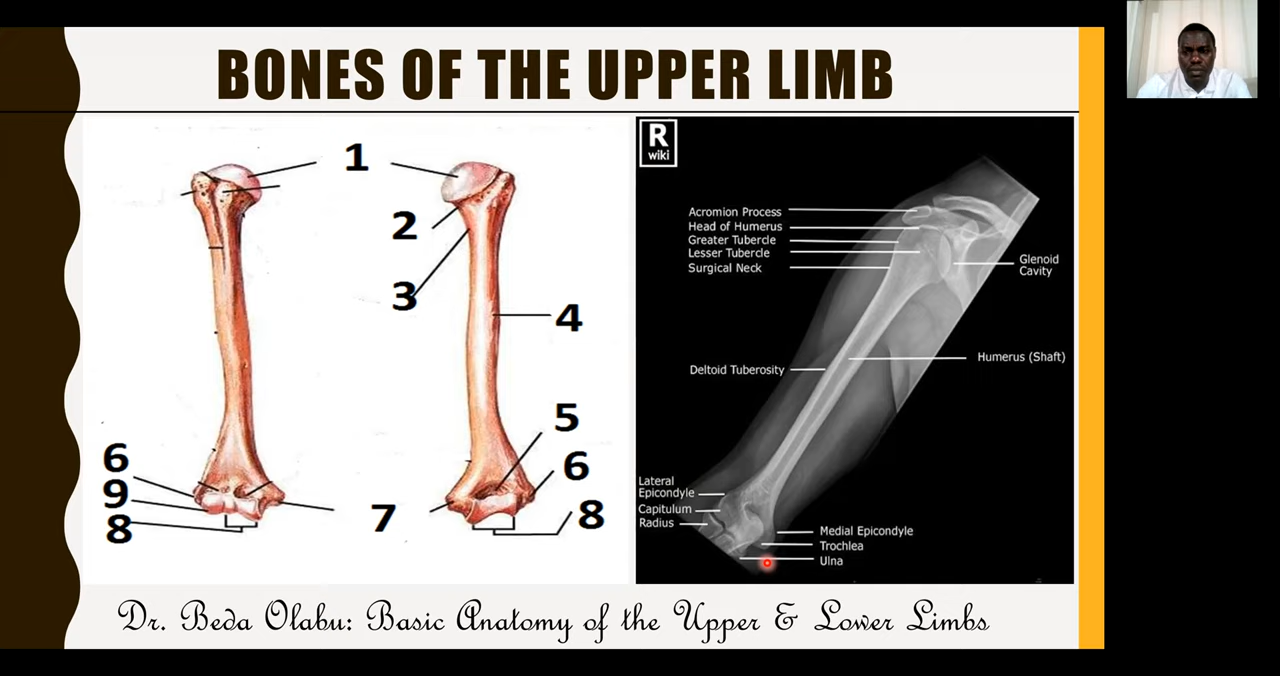 BONES OF THE UPPER LIMB
1
2
3
4
5
6
6
9
8
7
8
R
wiki
Acromion Process
Head of Humerus
Greater Tubercle
Lesser Tubercle
Surgical Neck
Glenoid
Cavity
Humerus (Shaft)
Deltoid Tuberosity
Lateral
Epicondyle
Capitulum
Radius
Medial Epicondyle
Trochlea
Ulna
Dr. Beda Olabu: Basic Anatomy of the Upper & Lower Limbs